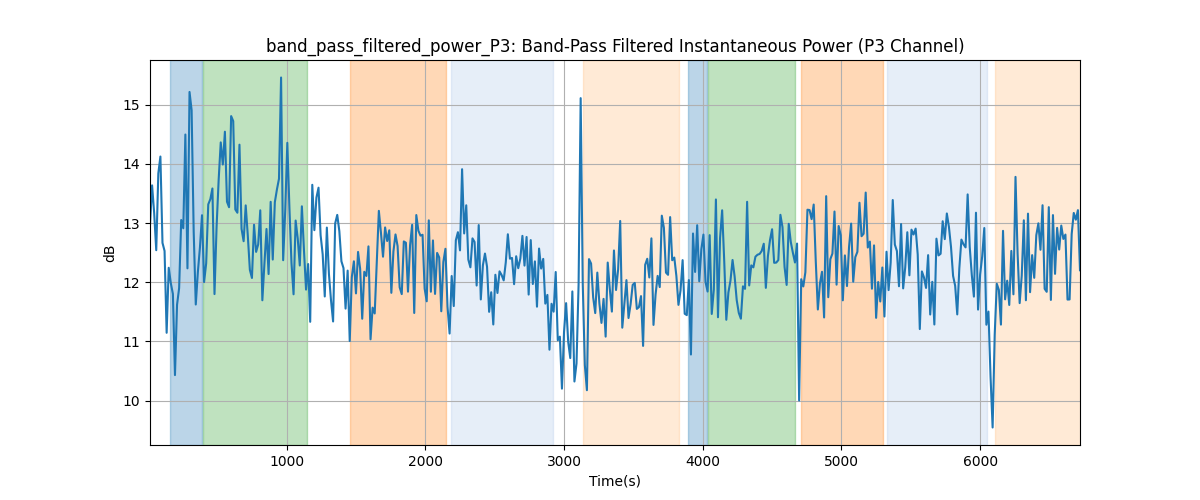 band_pass_filtered_power_P3: Band-Pass Filtered Instantaneous Power (P3 Channel)
15
14
13
12
11
10
dB
1000 2000 3000 4000 5000 6000
Time(s)